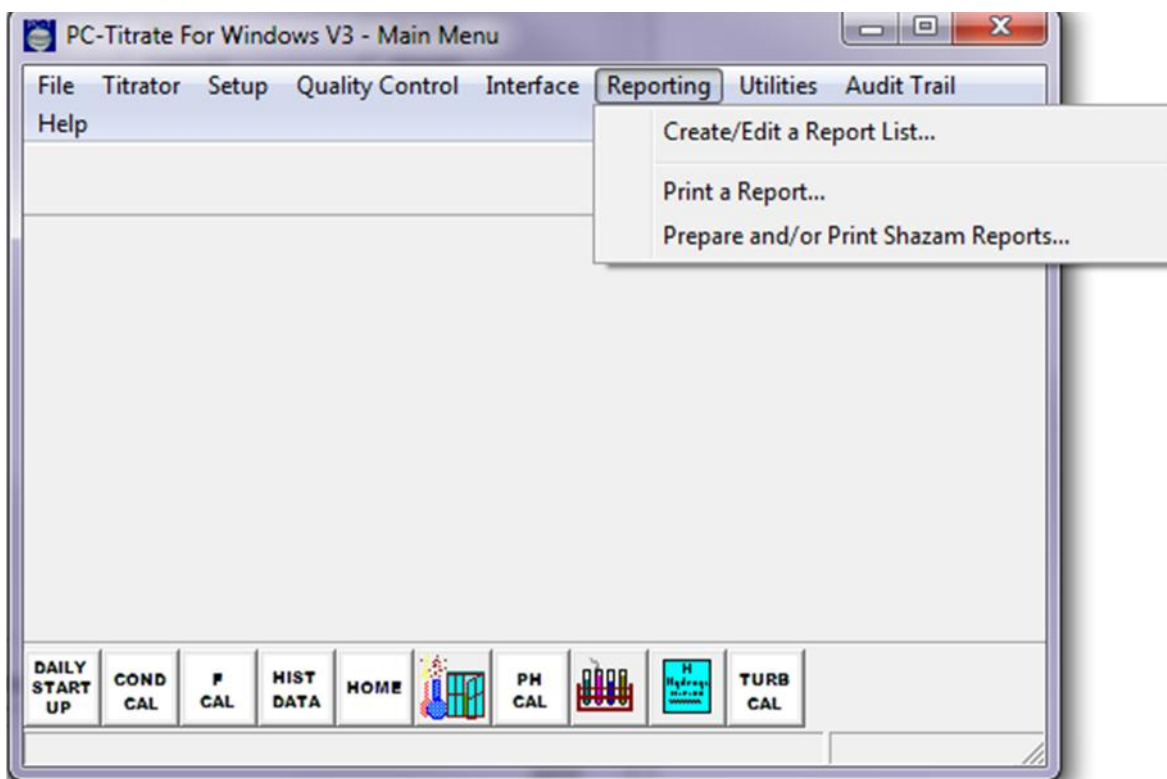 PC-Titrate For Windows V3 - Main Menu
File Titrator Setup Quality Control Interface Reporting Utilities Audit Trail
Help
Create/Edit a Report List...
Print a Report...
Prepare and/or Print Shazam Reports...
DAILY
START
UP
COND
CAL
F
CAL
HIST
DATA
HOME
PH
CAL
H
TURB
CAL